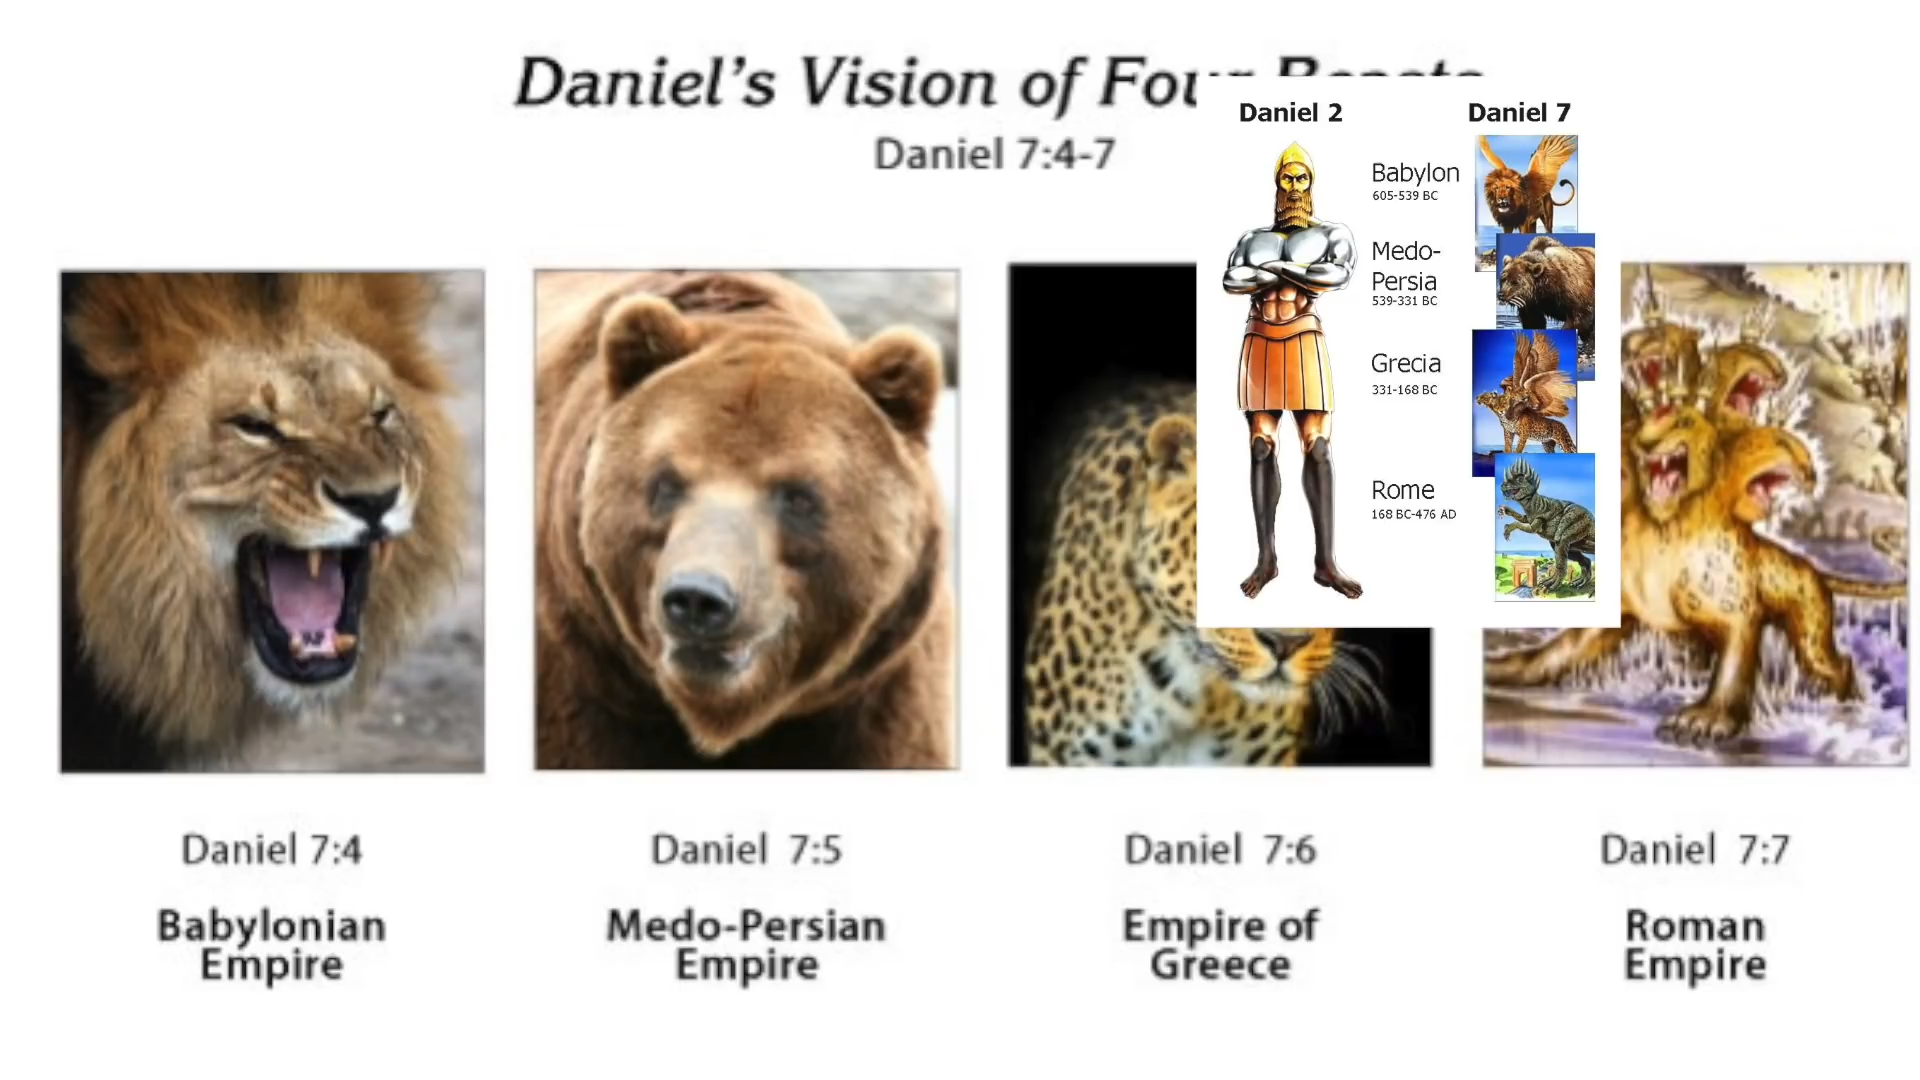 Daniel's Vision of Four Beasts
Daniel 7:4-7
Daniel 2
Daniel 7
Babylon
605-539 BC
Medo-
Persia
539-331 BC
Grecia
331-168 BC
Rome
168 BC-476 AD
Daniel 7:4
Babylonian
Empire
Daniel 7:5
Medo-Persian
Empire
Daniel 7:6
Empire of
Greece
Daniel 7:7
Roman
Empire